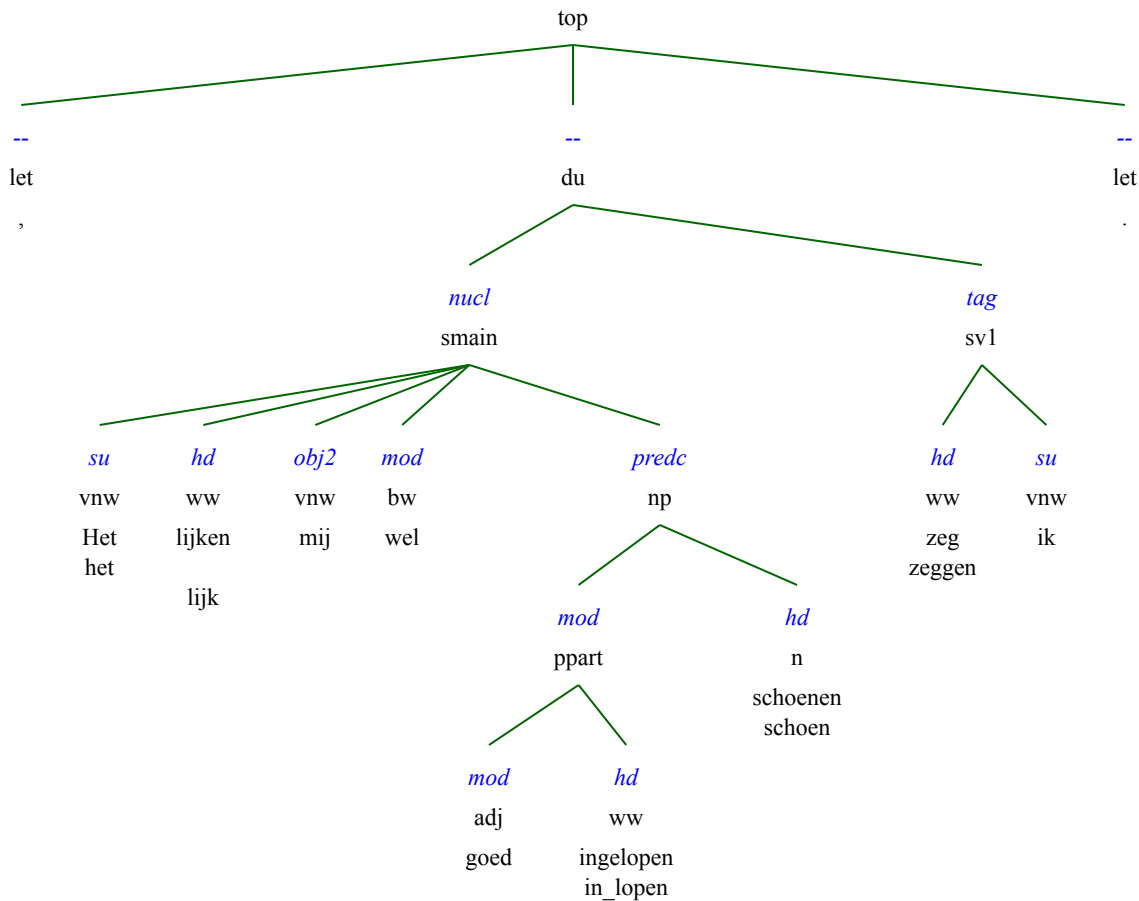 top
-- -- --
let du let
, .
nucl tag
smain sv1
su hd obj2 mod predc hd su
vnw ww vnw bw np ww vnw
Het lijken mij wel zeg ik
het zeggen
lijk
mod hd
ppart n
schoenen
schoen
mod hd
adj ww
goed ingelopen
in_lopen